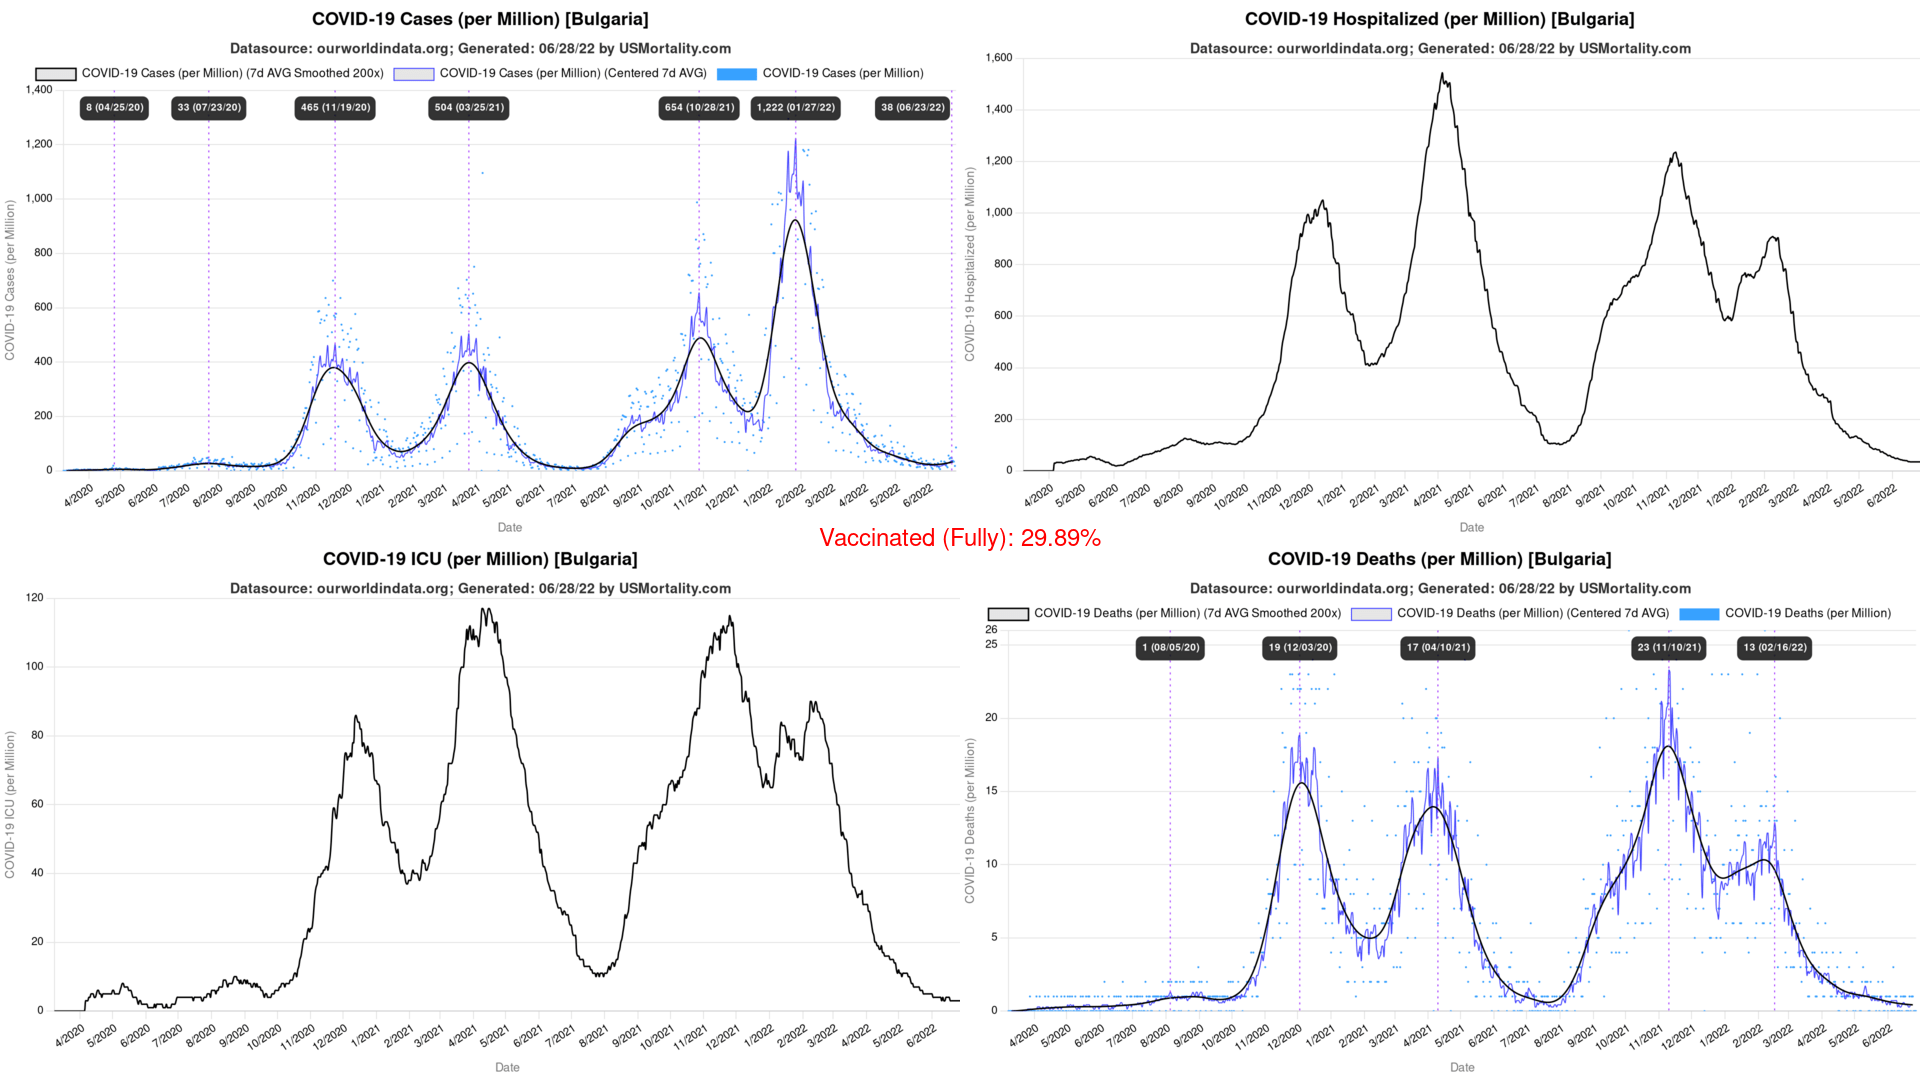 COVID-19 Cases (per Million) [Bulgaria]
Datasource: ourworldindata.org; Generated: 06/28/22 by USMortality.com
COVID-19 Cases (per Million) (7d AVG Smoothed 200x) COVID-19 Cases (per Million) (Centered 7d AVG) COVID-19 Cases (per Million)
1,400
8 (04/25/20) 33 (07/23/20) 465 (11/19/20) 504 (03/25/21) 654 (10/28/21) 1,222 (01/27/22) 38 (06/23/22)
1,200
1,000
800
600
400
200
0
COVID-19 Cases (per Million)
4/2020 5/2020 6/2020 7/2020 8/2020 9/2020 10/2020 11/2020 12/2020 1/2021 2/2021 3/2021 4/2021 5/2021 6/2021 7/2021 8/2021 9/2021 10/2021 11/2021 12/2021 1/2022 2/2022 3/2022 4/2022 5/2022 6/2022
Date
COVID-19 Hospitalized (per Million) [Bulgaria]
Datasource: ourworldindata.org; Generated: 06/28/22 by USMortality.com
1,600
1,400
1,200
1,000
800
600
400
200
0
COVID-19 Hospitalized (per Million)
4/2020 5/2020 6/2020 7/2020 8/2020 9/2020 10/2020 11/2020 12/2020 1/2021 2/2021 3/2021 4/2021 5/2021 6/2021 7/2021 8/2021 9/2021 10/2021 11/2021 12/2021 1/2022 2/2022 3/2022 4/2022 5/2022 6/2022
Date
Vaccinated (Fully): 29.89%
COVID-19 ICU (per Million) [Bulgaria]
Datasource: ourworldindata.org; Generated: 06/28/22 by USMortality.com
120
100
80
60
40
20
0
COVID-19 ICU (per Million)
4/2020 5/2020 6/2020 7/2020 8/2020 9/2020 10/2020 11/2020 12/2020 1/2021 2/2021 3/2021 4/2021 5/2021 6/2021 7/2021 8/2021 9/2021 10/2021 11/2021 12/2021 1/2022 2/2022 3/2022 4/2022 5/2022 6/2022
Date
COVID-19 Deaths (per Million) [Bulgaria]
Datasource: ourworldindata.org; Generated: 06/28/22 by USMortality.com
COVID-19 Deaths (per Million) (7d AVG Smoothed 200x) COVID-19 Deaths (per Million) (Centered 7d AVG) COVID-19 Deaths (per Million)
26
25
1 (08/05/20) 19 (12/03/20) 17 (04/10/21) 23 (11/10/21) 13 (02/16/22)
20
15
10
5
0
COVID-19 Deaths (per Million)
4/2020 5/2020 6/2020 7/2020 8/2020 9/2020 10/2020 11/2020 12/2020 1/2021 2/2021 3/2021 4/2021 5/2021 6/2021 7/2021 8/2021 9/2021 10/2021 11/2021 12/2021 1/2022 2/2022 3/2022 4/2022 5/2022 6/2022
Date